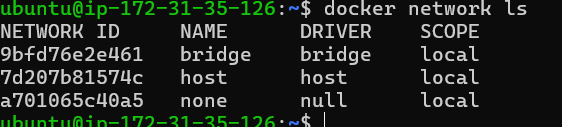 ubuntu@ip-172-31-35-126:~$ docker network ls
NETWORK ID     NAME      DRIVER    SCOPE
9bfd76e2e461   bridge    bridge    local
7d207b81574c   host      host      local
a701065c40a5   none      null      local
ubuntu@ip-172-31-35-126:~$